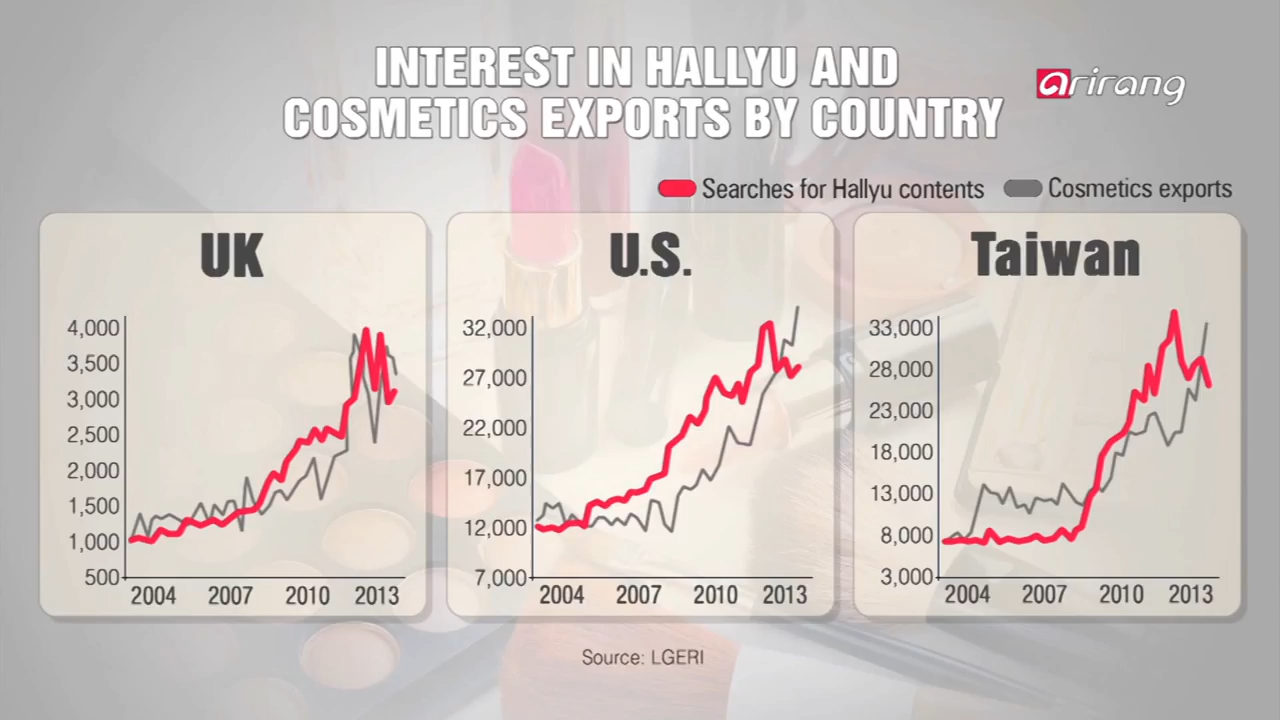 INTEREST IN HALLYU AND
COSMETICS EXPORTS BY COUNTRY
arirang
Searches for Hallyu contents
Cosmetics exports
UK
4,000
3,500
3,000
2,500
2,000
1,500
1,000
500
2004 2007 2010 2013
U.S.
32,000
27,000
22,000
17,000
12,000
7,000
2004 2007 2010 2013
Taiwan
33,000
28,000
23,000
18,000
13,000
8,000
3,000
2004 2007 2010 2013
Source: LGERI